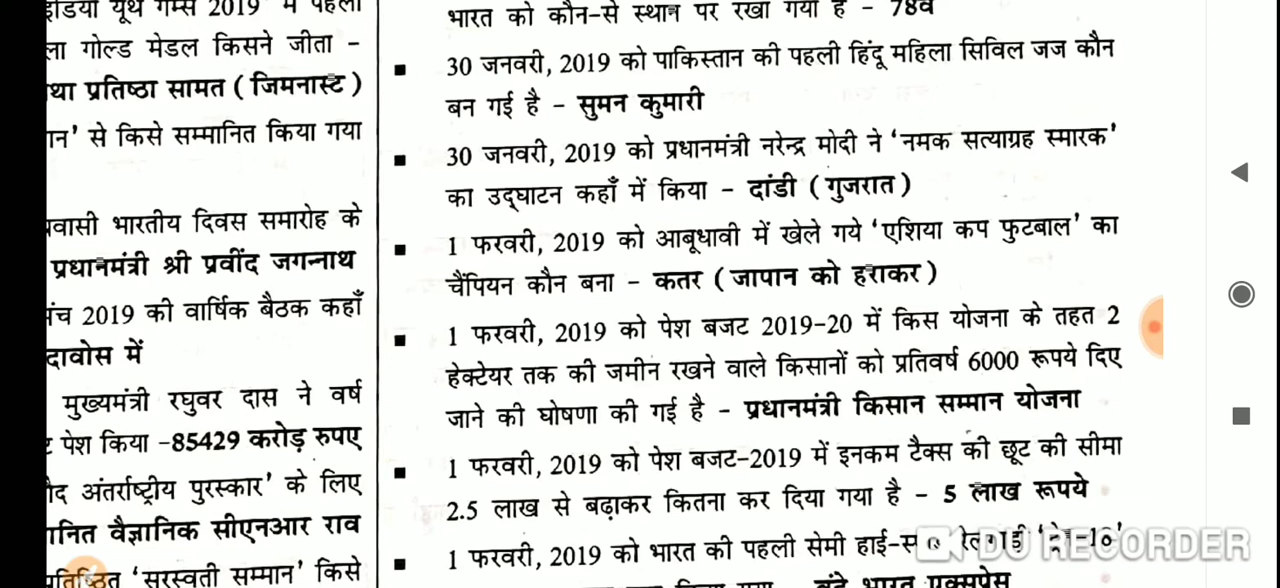 इंडिया यूथ गेम्स 2019' में पहला
ला गोल्ड मेडल किसने जीता -
था प्रतिष्ठा सामत (जिमनास्ट)
ान' से किसे सम्मानित किया गया
वासी भारतीय दिवस समारोह के
प्रधानमंत्री श्री प्रवींद जगन्नाथ
मंच 2019 की वार्षिक बैठक कहाँ
दावोस में
मुख्यमंत्री रघुवर दास ने वर्ष
पेश किया -85429 करोड़ रुपए
अंतर्राष्ट्रीय पुरस्कार' के लिए
ानित वैज्ञानिक सीएनआर राव
प्रतिष्ठित 'सरस्वती सम्मान' किसे
भारत को कौन-से स्थान पर रखा गया है - 78वें
▪ 30 जनवरी, 2019 को पाकिस्तान की पहली हिंदू महिला सिविल जज कौन
बन गई है - सुमन कुमारी
▪ 30 जनवरी, 2019 को प्रधानमंत्री नरेन्द्र मोदी ने 'नमक सत्याग्रह स्मारक'
का उद्घाटन कहाँ में किया - दांडी (गुजरात)
▪ 1 फरवरी, 2019 को आबूधावी में खेले गये 'एशिया कप फुटबाल' का
चैंपियन कौन बना - कतर (जापान को हराकर)
▪ 1 फरवरी, 2019 को पेश बजट 2019-20 में किस योजना के तहत 2
हेक्टेयर तक की जमीन रखने वाले किसानों को प्रतिवर्ष 6000 रूपये दिए
जाने की घोषणा की गई है - प्रधानमंत्री किसान सम्मान योजना
▪ 1 फरवरी, 2019 को पेश बजट-2019 में इनकम टैक्स की छूट की सीमा
2.5 लाख से बढ़ाकर कितना कर दिया गया है - 5 लाख रूपये
▪ 1 फरवरी, 2019 को भारत की पहली सेमी हाई-स्पीड रेलगाड़ी 'ट्रेन-18'
वंदे भारत एक्सप्रेस
DU RECORDER